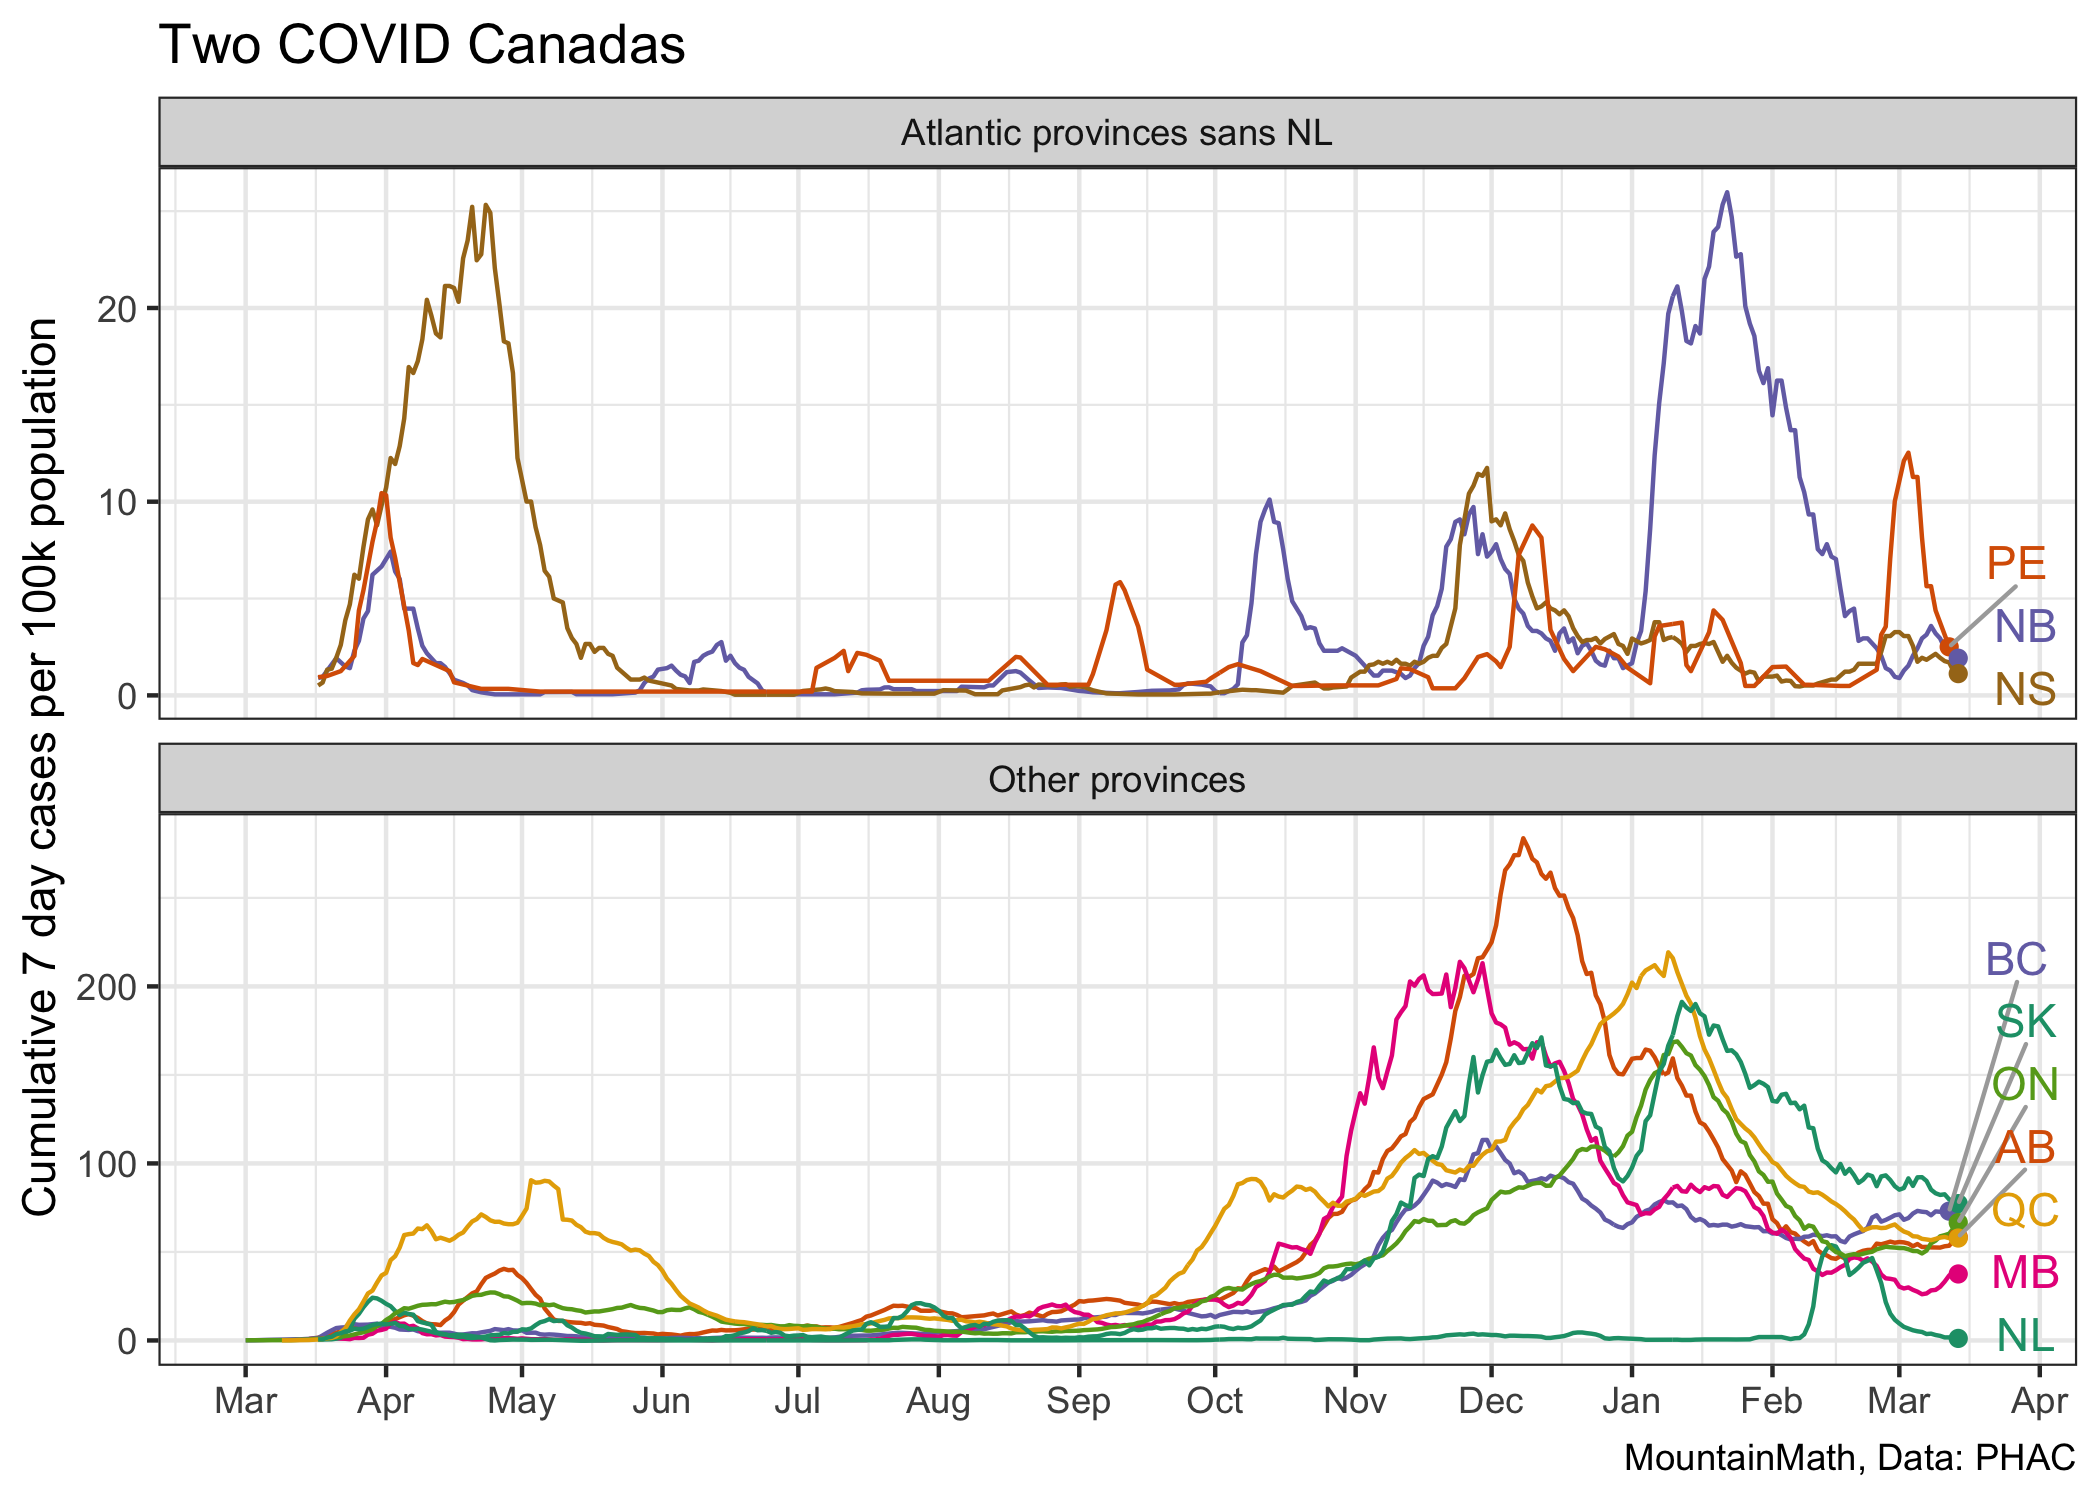 Two COVID Canadas
Cumulative 7 day cases per 100k population
Atlantic provinces sans NL
20
10
0
PE
NB
NS
Other provinces
200
100
0
BC
SK
ON
AB
QC
MB
NL
Mar Apr May Jun Jul Aug Sep Oct Nov Dec Jan Feb Mar Apr
MountainMath, Data: PHAC